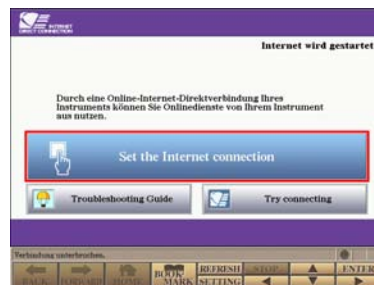 INTERNET
DIRECT CONNECTION
Internet wird gestartet
Durch eine Online-Internet-Direktverbindung Ihres
Instruments können Sie Onlinedienste von Ihrem Instrument
aus nutzen.
Set the Internet connection
Troubleshooting Guide
Try connecting
Verbindung unterbrochen.
BACK FORWARD HOME BOOK MARK REFRESH STOP ENTER
SETTING